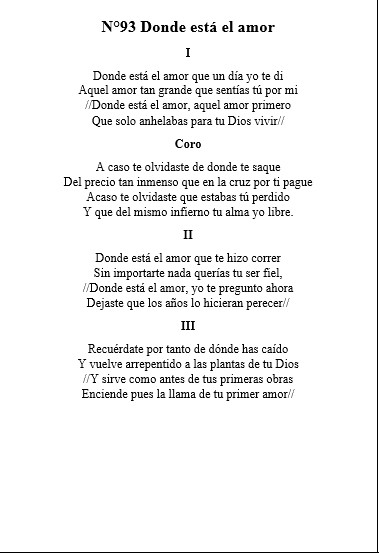 N°93 Donde está el amor
I
Donde está el amor que un día yo te di
Aquel amor tan grande que sentías tú por mi
//Donde está el amor, aquel amor primero
Que solo anhelabas para tu Dios vivir//
Coro
A caso te olvidaste de donde te saque
Del precio tan inmenso que en la cruz por ti pague
Acaso te olvidaste que estabas tú perdido
Y que del mismo infierno tu alma yo libre.
II
Donde está el amor que te hizo correr
Sin importarte nada querías tu ser fiel,
//Donde está el amor, yo te pregunto ahora
Dejaste que los años lo hicieran perecer//
III
Recuérdate por tanto de dónde has caído
Y vuelve arrepentido a las plantas de tu Dios
//Y sirve como antes de tus primeras obras
Enciende pues la llama de tu primer amor//